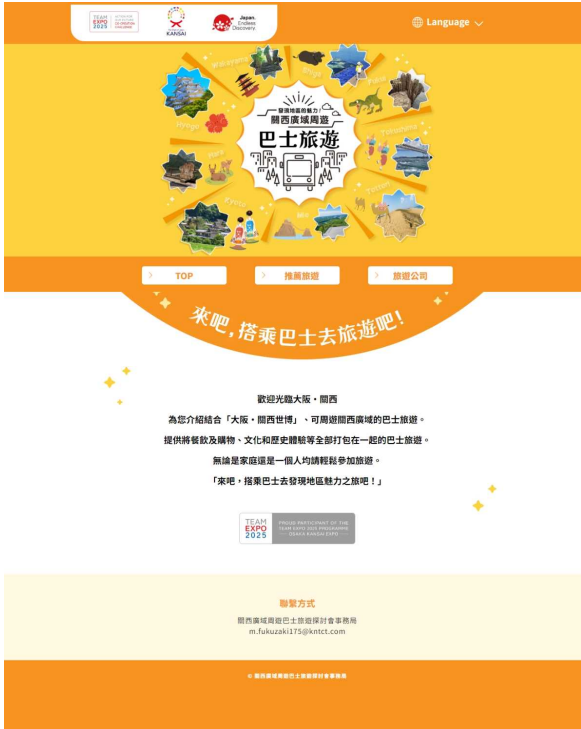 TEAM
EXPO
2025
CO-CREATION
CHALLENGE
KANSAI
Japan.
Endless
Discovery.
Language
Wakayama
Shiga
Fukui
Hyogo
Tokushima
Nara
Kyoto
Mie
Tottori
發現地區的魅力!
關西廣域周遊
巴士旅遊
TOP
推薦旅遊
旅遊公司
來吧,搭乘巴士去旅遊吧!
歡迎光臨大阪・關西
為您介紹結合「大阪・關西世博」、可周遊關西廣域的巴士旅遊。
提供將餐飲及購物、文化和歷史體驗等全部打包在一起的巴士旅遊。
無論是家庭還是一個人均請輕鬆參加旅遊。
「來吧，搭乘巴士去發現地區魅力之旅吧！」
TEAM
EXPO
2025
PROUD PARTICIPANT OF THE
TEAM EXPO 2025 PROGRAMME
OSAKA KANSAI EXPO
聯繫方式
關西廣域周遊巴士旅遊探討會事務局
m.fukuzaki175@kntct.com
© 關西廣域周遊巴士旅遊探討會事務局